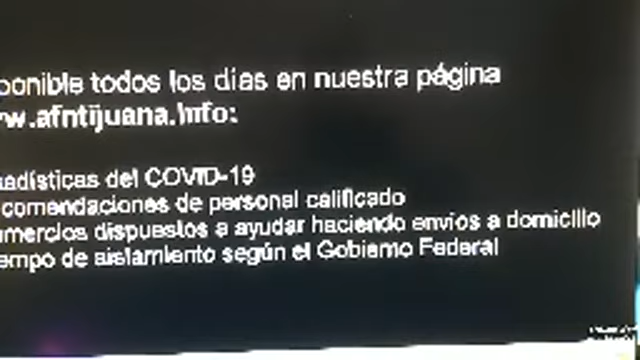 ponible todos los días en nuestra página
w.afntijuana.info:
adísticas del COVID-19
comendaciones de personal calificado
mercios dispuestos a ayudar haciendo envíos a domicilio
empo de aislamiento según el Gobierno Federal